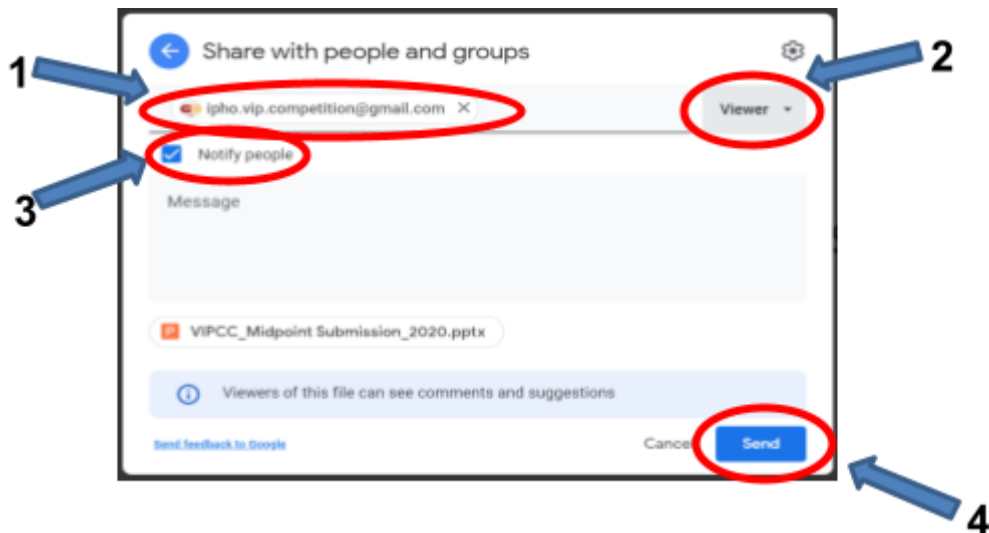 Share with people and groups
1
2
ipho.vip.competition@gmail.com
Viewer
Notify people
3
Message
VIPCC_Midpoint Submission_2020.pptx
Viewers of this file can see comments and suggestions
Send feedback to Google
Cancel
Send
4